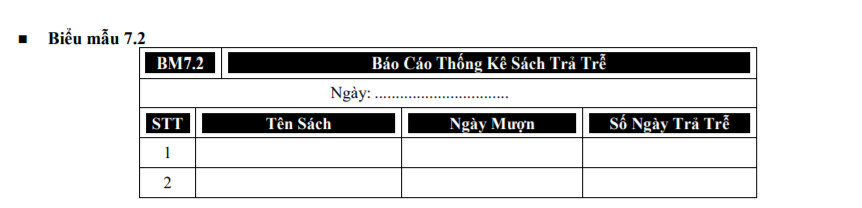 ■ Biểu mẫu 7.2
BM7.2 Báo Cáo Thống Kê Sách Trả Trễ
Ngày: ................................
STT Tên Sách Ngày Mượn Số Ngày Trả Trễ
1
2